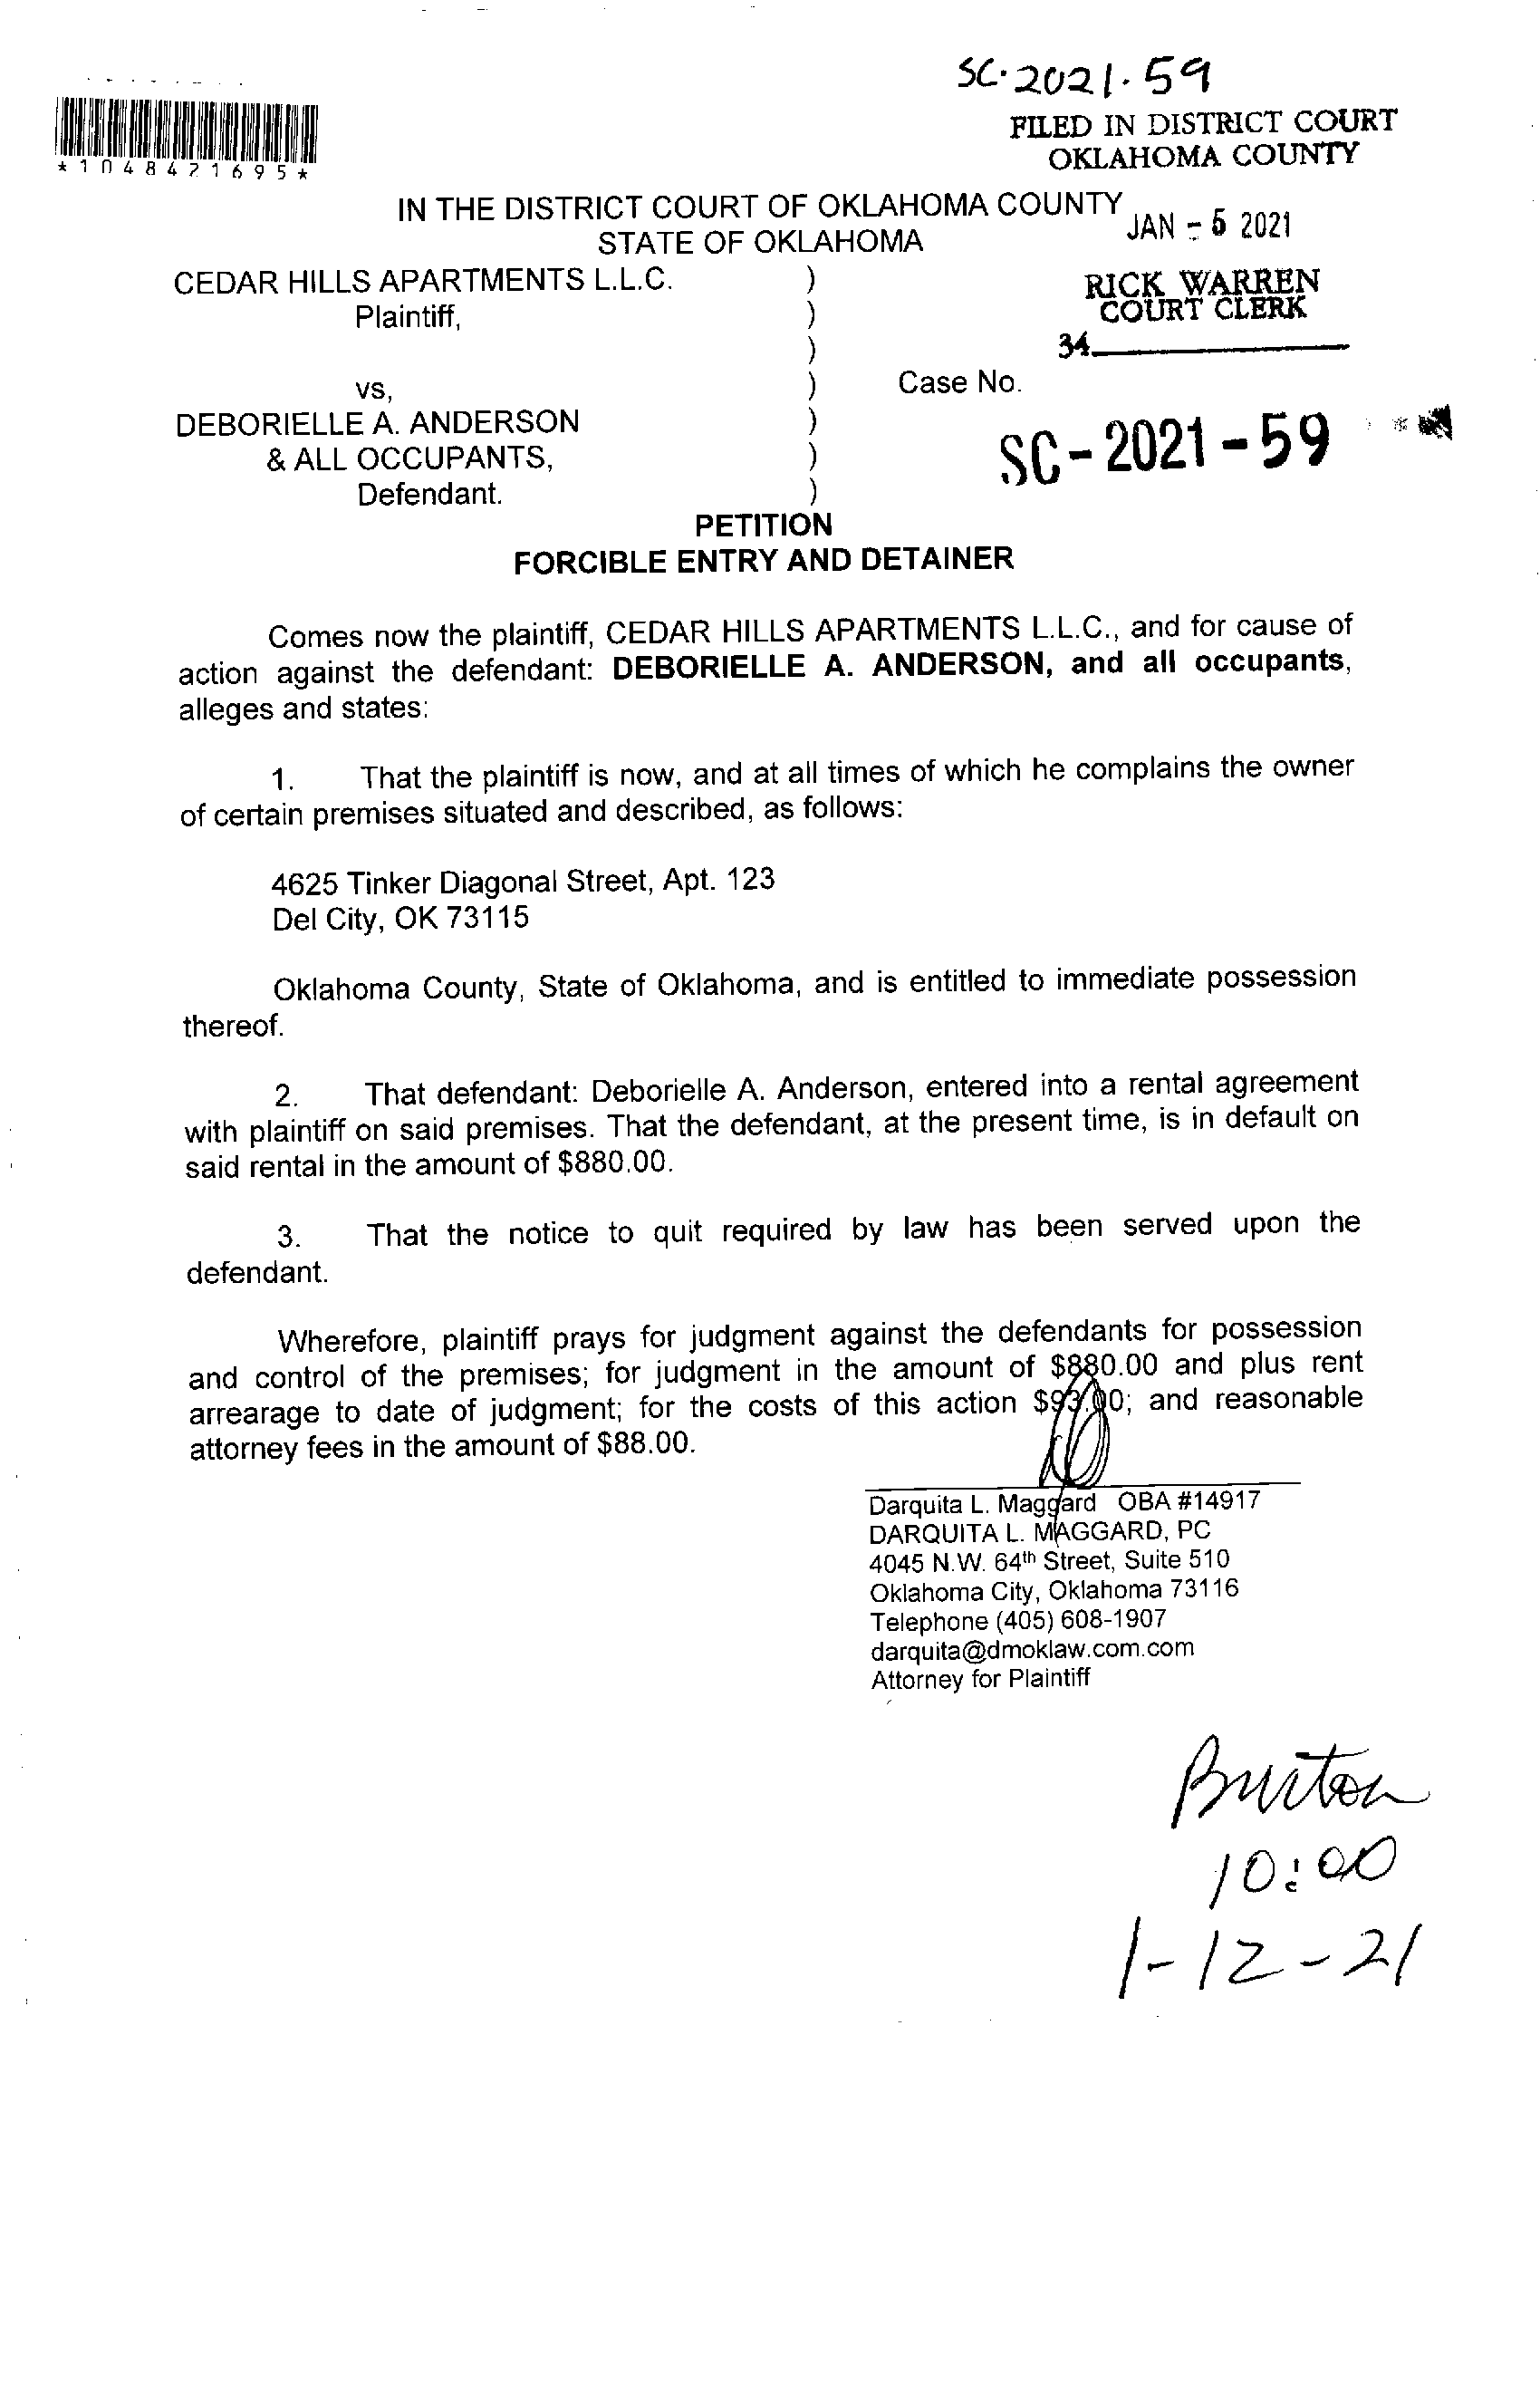 SC-2021-59
FILED IN DISTRICT COURT
OKLAHOMA COUNTY
*1048421695*
IN THE DISTRICT COURT OF OKLAHOMA COUNTY
STATE OF OKLAHOMA
JAN - 5 2021
CEDAR HILLS APARTMENTS L.L.C. )
Plaintiff, )
)
RICK WARREN
COURT CLERK
34
vs, ) Case No.
DEBORIELLE A. ANDERSON )
& ALL OCCUPANTS, ) SC-2021-59
Defendant. )
PETITION
FORCIBLE ENTRY AND DETAINER
Comes now the plaintiff, CEDAR HILLS APARTMENTS L.L.C., and for cause of
action against the defendant: DEBORIELLE A. ANDERSON, and all occupants,
alleges and states:
1. That the plaintiff is now, and at all times of which he complains the owner
of certain premises situated and described, as follows:
4625 Tinker Diagonal Street, Apt. 123
Del City, OK 73115
Oklahoma County, State of Oklahoma, and is entitled to immediate possession
thereof.
2. That defendant: Deborielle A. Anderson, entered into a rental agreement
with plaintiff on said premises. That the defendant, at the present time, is in default on
said rental in the amount of $880.00.
3. That the notice to quit required by law has been served upon the
defendant.
Wherefore, plaintiff prays for judgment against the defendants for possession
and control of the premises; for judgment in the amount of $880.00 and plus rent
arrearage to date of judgment; for the costs of this action $93.00; and reasonable
attorney fees in the amount of $88.00.
Darquita L. Maggard OBA #14917
DARQUITA L. MAGGARD, PC
4045 N.W. 64th Street, Suite 510
Oklahoma City, Oklahoma 73116
Telephone (405) 608-1907
darquita@dmoklaw.com.com
Attorney for Plaintiff
Burton
10:00
1-12-21